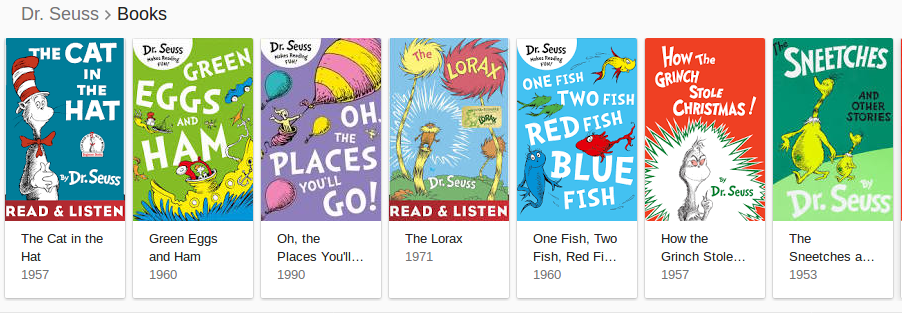 Dr. Seuss › Books
THE CAT
IN
THE
HAT
By Dr. Seuss
READ & LISTEN
Dr. Seuss
Makes Reading
FUN!
GREEN
EGGS
AND
HAM
Dr. Seuss
Makes Reading
FUN!
OH,
THE
PLACES
YOU'LL
GO!
The
LORAX
Dr. Seuss
READ & LISTEN
Dr. Seuss
Makes Reading
FUN!
ONE FISH
TWO FISH
RED FISH
BLUE
FISH
HOW THE
GRINCH
STOLE
CHRISTMAS!
By
DR. SEUSS
THE
SNEETCHES
AND
OTHER
STORIES
BY
Dr. Seuss
The Cat in the
Hat
1957
Green Eggs
and Ham
1960
Oh, the
Places You'll...
1990
The Lorax
1971
One Fish, Two
Fish, Red Fi...
1960
How the
Grinch Stole...
1957
The
Sneetches a...
1953